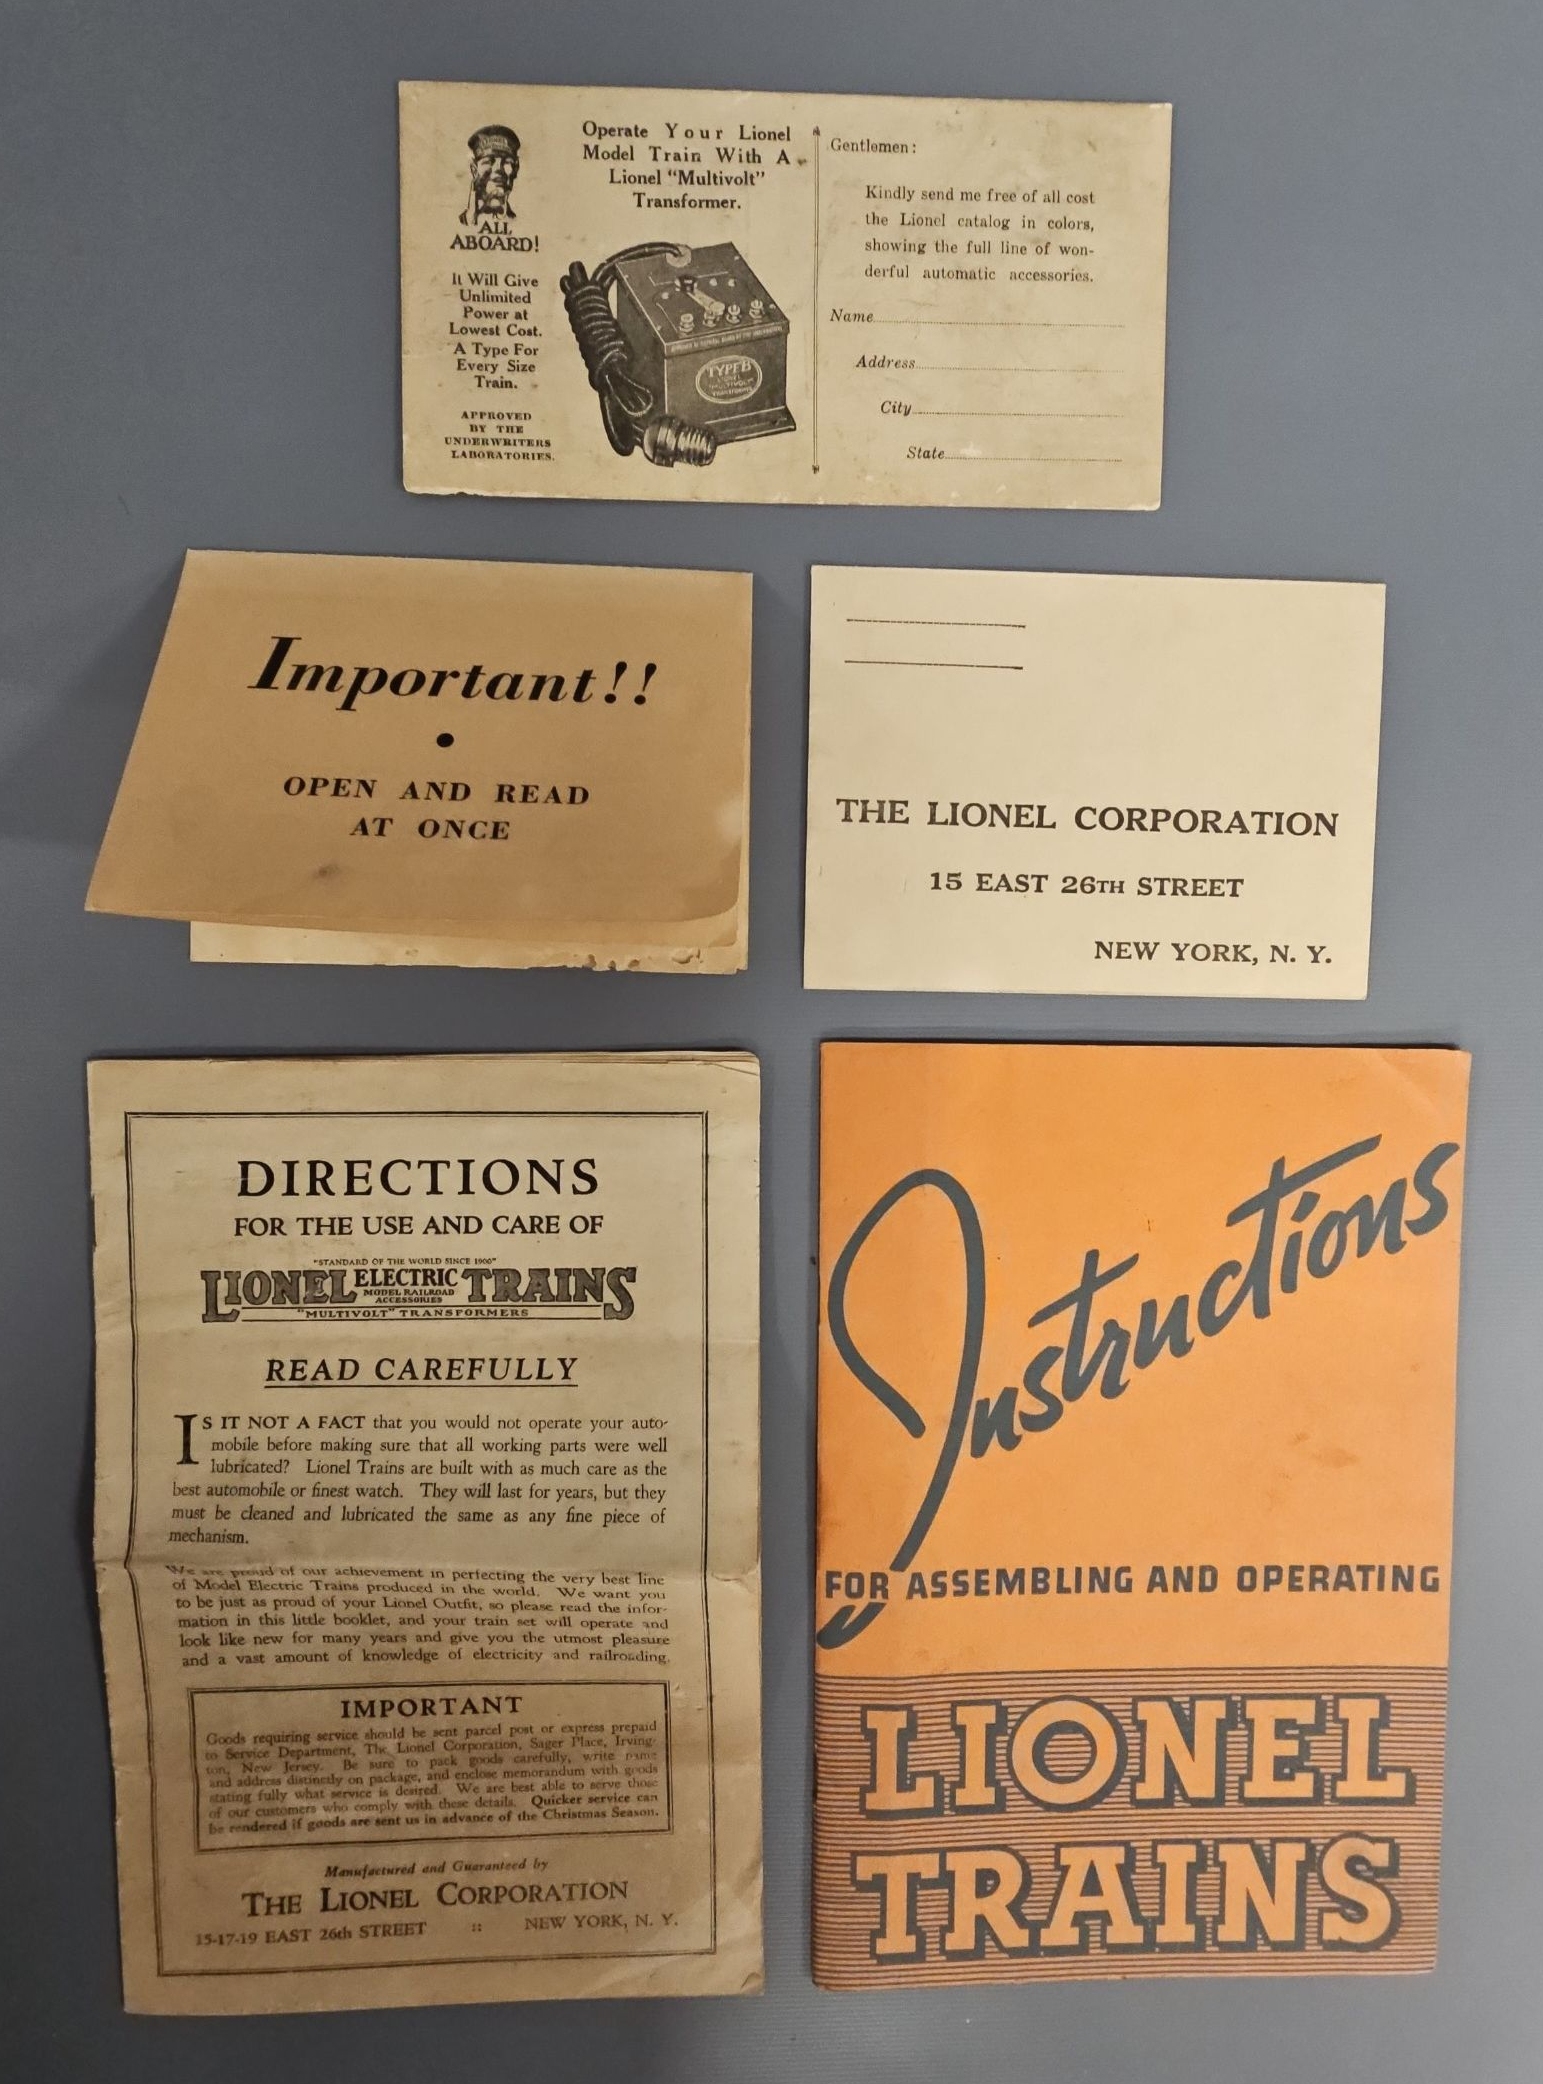 ALL
ABOARD!
It Will Give
Unlimited
Power at
Lowest Cost.
A Type For
Every Size
Train.
APPROVED
BY THE
UNDERWRITERS
LABORATORIES.
Operate Your Lionel
Model Train With A
Lionel "Multivolt"
Transformer.
TYPE B
LIONEL
"MULTIVOLT"
TRANSFORMER
Gentlemen:
Kindly send me free of all cost
the Lionel catalog in colors,
showing the full line of won-
derful automatic accessories.
Name
Address
City
State
Important!!
OPEN AND READ
AT ONCE
THE LIONEL CORPORATION
15 EAST 26TH STREET
NEW YORK, N. Y.
DIRECTIONS
FOR THE USE AND CARE OF
"STANDARD OF THE WORLD SINCE 1900"
LIONEL ELECTRIC TRAINS
MODEL RAILROAD
ACCESSORIES
"MULTIVOLT" TRANSFORMERS
READ CAREFULLY
IS IT NOT A FACT that you would not operate your auto-
mobile before making sure that all working parts were well
lubricated? Lionel Trains are built with as much care as the
best automobile or finest watch. They will last for years, but they
must be cleaned and lubricated the same as any fine piece of
mechanism.
We are proud of our achievement in perfecting the very best line
of Model Electric Trains produced in the world. We want you
to be just as proud of your Lionel Outfit, so please read the infor-
mation in this little booklet, and your train set will operate and
look like new for many years and give you the utmost pleasure
and a vast amount of knowledge of electricity and railroading.
IMPORTANT
Goods requiring service should be sent parcel post or express prepaid
to Service Department, The Lionel Corporation, Sager Place, Irving-
ton, New Jersey. Be sure to pack goods carefully, write name
and address distinctly on package, and enclose memorandum with goods
stating fully what service is desired. We are best able to serve those
of our customers who comply with these details. Quicker service can
be rendered if goods are sent us in advance of the Christmas Season.
Manufactured and Guaranteed by
THE LIONEL CORPORATION
15-17-19 EAST 26th STREET :: NEW YORK, N. Y.
Instructions
FOR ASSEMBLING AND OPERATING
LIONEL
TRAINS